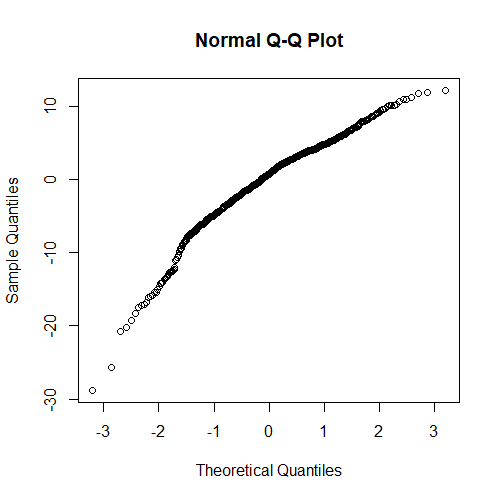 Normal Q-Q Plot
10
0
-10
-20
-30
Sample Quantiles
-3 -2 -1 0 1 2 3
Theoretical Quantiles